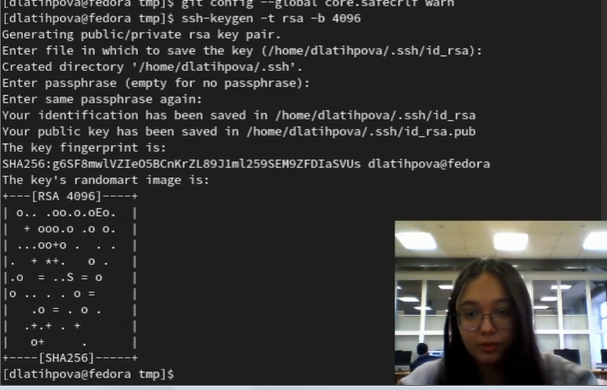 [dlatihpova@fedora tmp]$ git config --global core.safecrlf warn
[dlatihpova@fedora tmp]$ ssh-keygen -t rsa -b 4096
Generating public/private rsa key pair.
Enter file in which to save the key (/home/dlatihpova/.ssh/id_rsa):
Created directory '/home/dlatihpova/.ssh'.
Enter passphrase (empty for no passphrase):
Enter same passphrase again:
Your identification has been saved in /home/dlatihpova/.ssh/id_rsa
Your public key has been saved in /home/dlatihpova/.ssh/id_rsa.pub
The key fingerprint is:
SHA256:g6SF8mwlVZIeO5BCnKrZL89J1ml259SEM9ZFDIaSVUs dlatihpova@fedora
The key's randomart image is:
+---[RSA 4096]----+
| o.. .oo.o.oEo.  |
|  + ooo.o .o o.  |
| ...oo+o .  . .  |
|.  + *+.   o .   |
|.o  = ..S = o    |
|o .. . . o =     |
|   .o = . o .    |
|  .+.+ . +       |
|   o+     .      |
+----[SHA256]-----+
[dlatihpova@fedora tmp]$